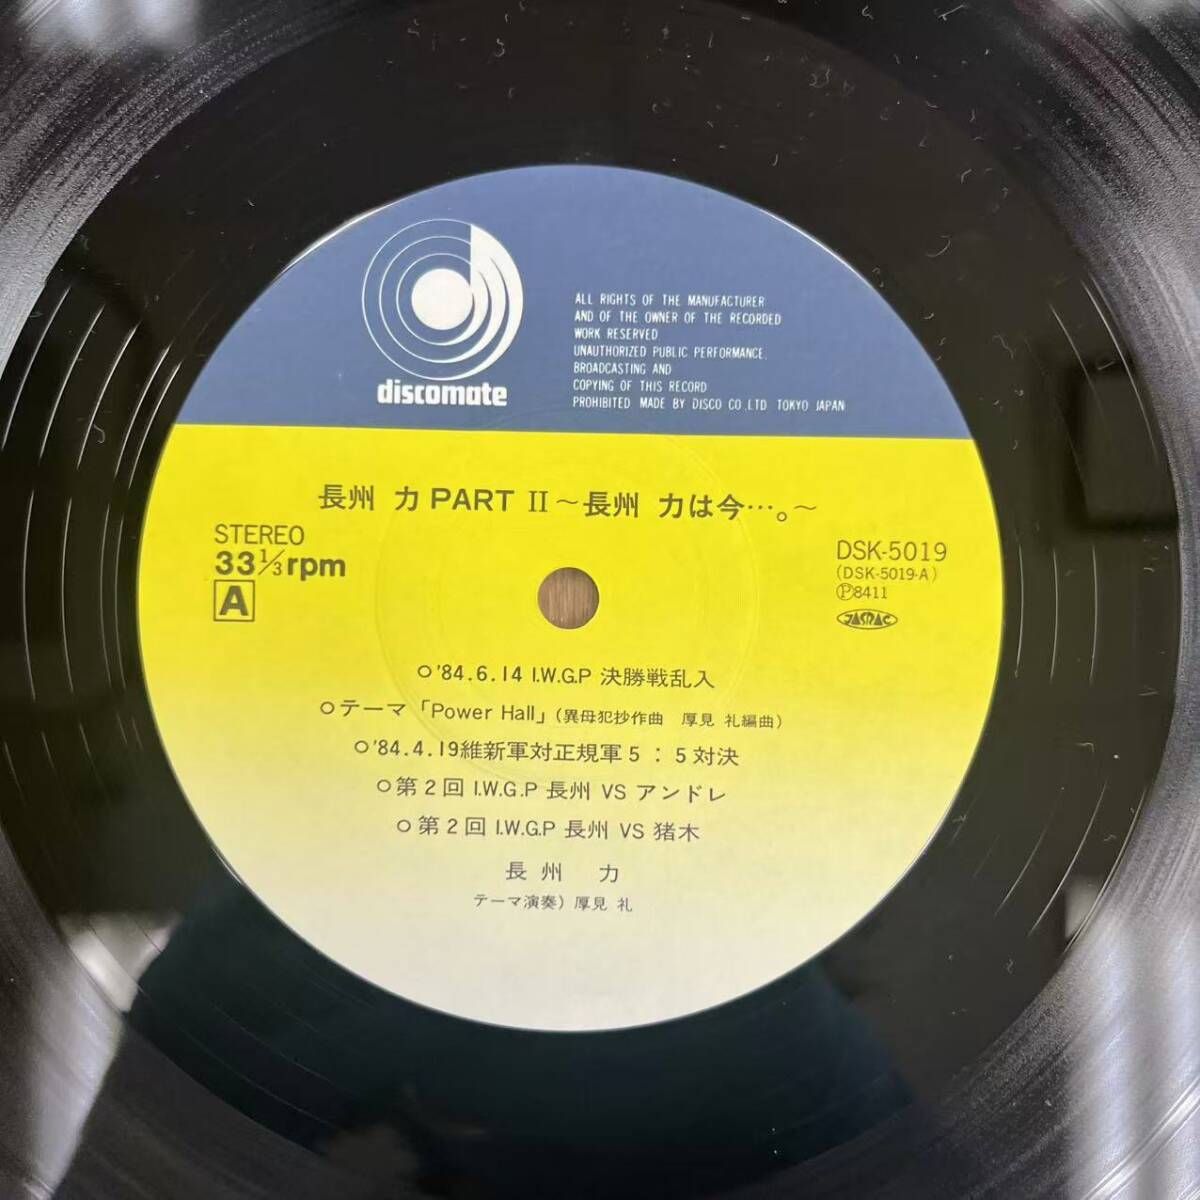 discomate
ALL RIGHTS OF THE MANUFACTURER
AND OF THE OWNER OF THE RECORDED
WORK RESERVED
UNAUTHORIZED PUBLIC PERFORMANCE.
BROADCASTING AND
COPYING OF THIS RECORD
PROHIBITED MADE BY DISCO CO.,LTD. TOKYO JAPAN
長州 力 PART II～長州 力は今…。～
STEREO
33⅓rpm
A
DSK-5019
(DSK-5019-A)
Ⓟ8411
JASRAC
○'84.6.14 I.W.G.P 決勝戦乱入
○テーマ「Power Hall」(異母犯抄作曲 厚見 礼編曲)
○'84.4.19維新軍対正規軍5：5対決
○第2回 I.W.G.P 長州 VS アンドレ
○第2回 I.W.G.P 長州 VS 猪木
長州 力
テーマ演奏) 厚見 礼